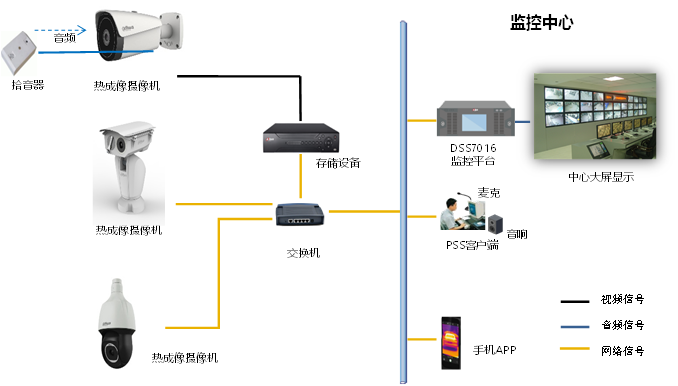 监控中心
音频
拾音器
热成像摄像机
存储设备
DSS7016
监控平台
中心大屏显示
热成像摄像机
交换机
麦克
音响
PSS客户端
热成像摄像机
手机APP
视频信号
音频信号
网络信号